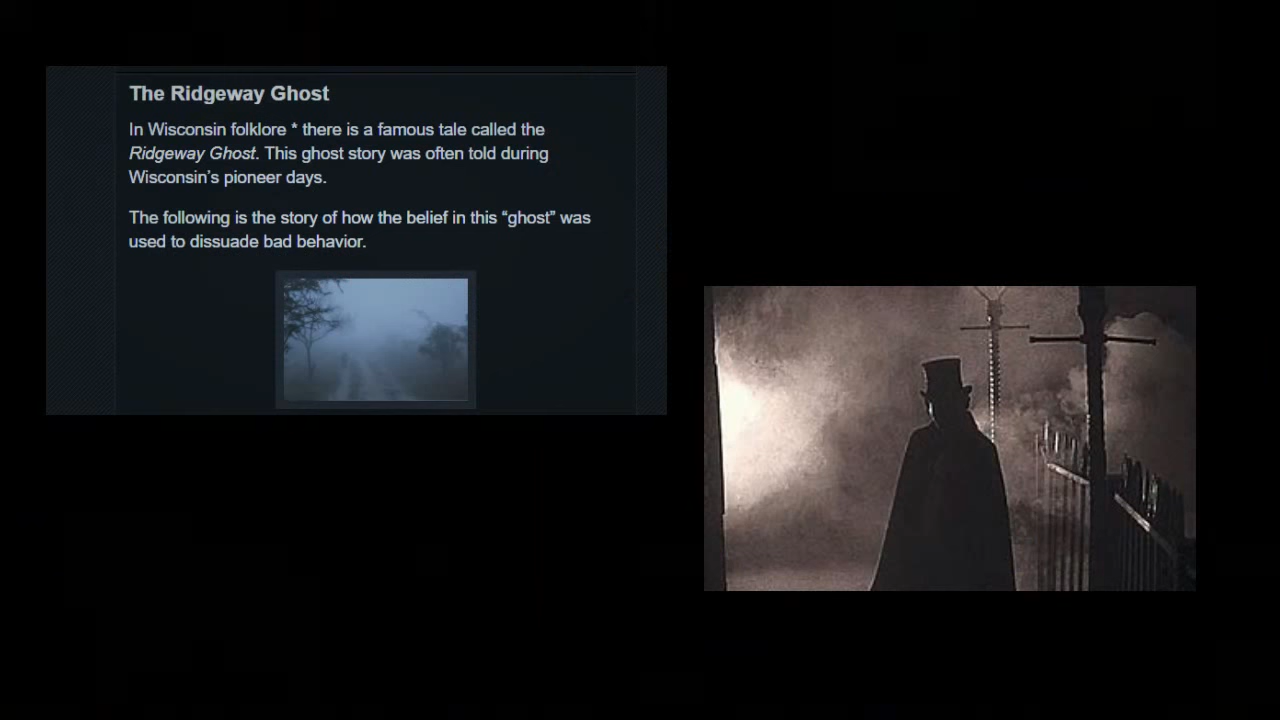 The Ridgeway Ghost
In Wisconsin folklore * there is a famous tale called the
Ridgeway Ghost. This ghost story was often told during
Wisconsin’s pioneer days.
The following is the story of how the belief in this “ghost” was
used to dissuade bad behavior.